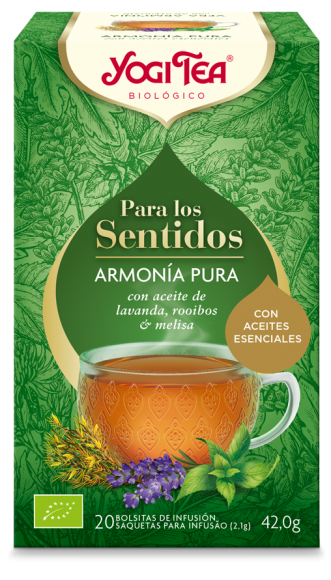 YOGI TEA®
BIOLÓGICO
Para los
Sentidos
ARMONÍA PURA
con aceite de
lavanda, rooibos
& melisa
CON
ACEITES
ESENCIALES
20 BOLSITAS DE INFUSIÓN,
SAQUETAS PARA INFUSÃO (2,1g) 42,0g